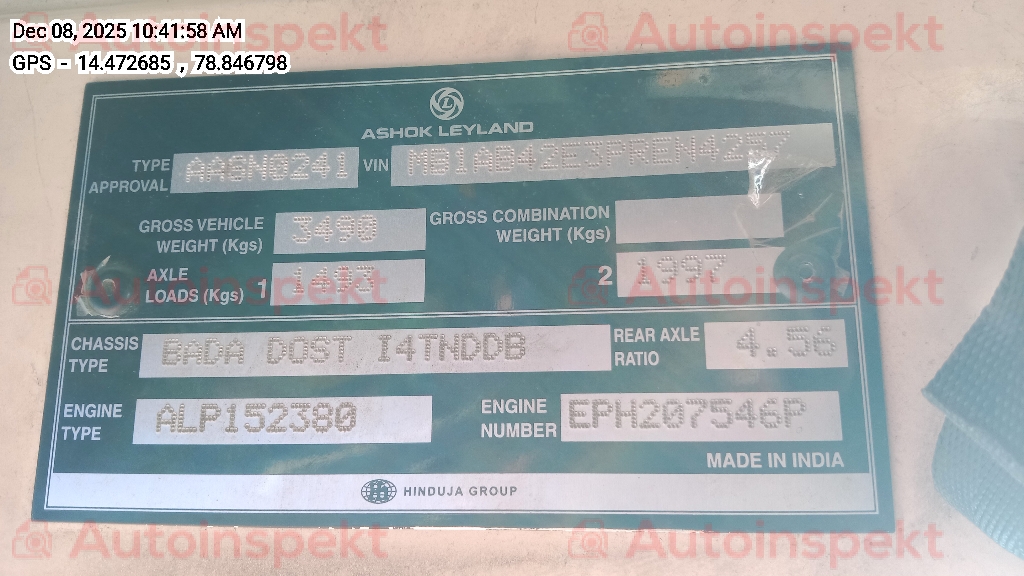 Dec 08, 2025 10:41:58 AM
GPS - 14.472685 , 78.846798
Autoinspekt Autoinspekt
ASHOK LEYLAND
TYPE APPROVAL AA8N0241 VIN MB1AB42E3PREN4257
GROSS VEHICLE WEIGHT (Kgs) 3490 GROSS COMBINATION WEIGHT (Kgs)
AXLE LOADS (Kgs) 1 1493 2 1997
Autoinspekt Autoinspekt
CHASSIS TYPE BADA DOST I4TNDDB REAR AXLE RATIO 4.56
ENGINE TYPE ALP152380 ENGINE NUMBER EPH207546P
MADE IN INDIA
HINDUJA GROUP
Autoinspekt Autoinspekt